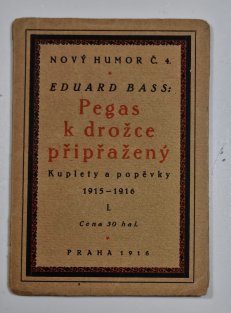 NOVÝ HUMOR Č. 4.
EDUARD BASS:
Pegas
k drožce
připřažený
Kuplety a popěvky
1915–1916
I.
Cena 30 hal.
PRAHA 1916